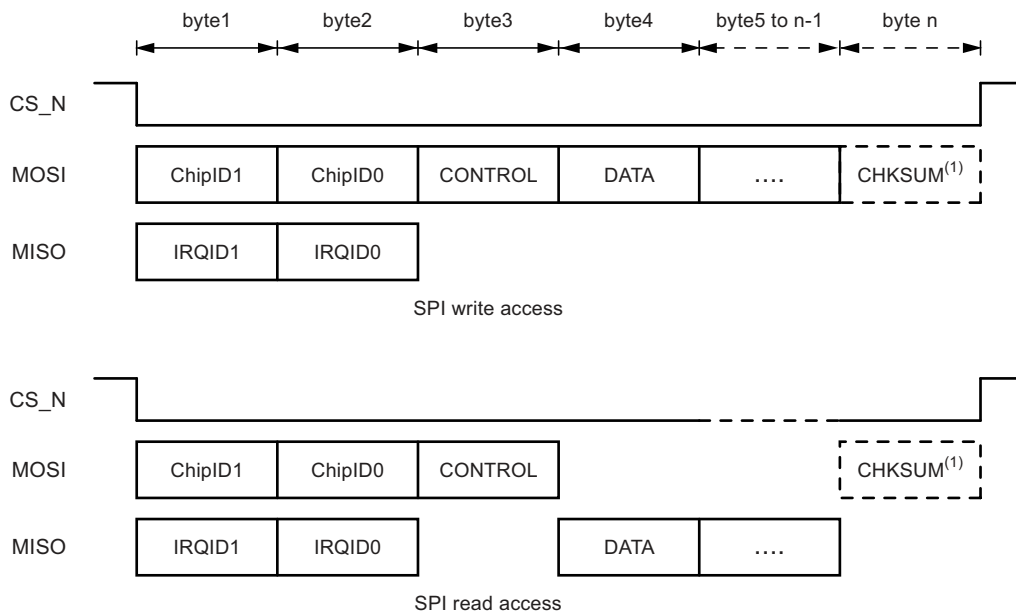 byte1 byte2 byte3 byte4 byte5 to n-1 byte n
CS_N
MOSI ChipID1 ChipID0 CONTROL DATA .... CHKSUM(1)
MISO IRQID1 IRQID0
SPI write access
CS_N
MOSI ChipID1 ChipID0 CONTROL CHKSUM(1)
MISO IRQID1 IRQID0 DATA ....
SPI read access